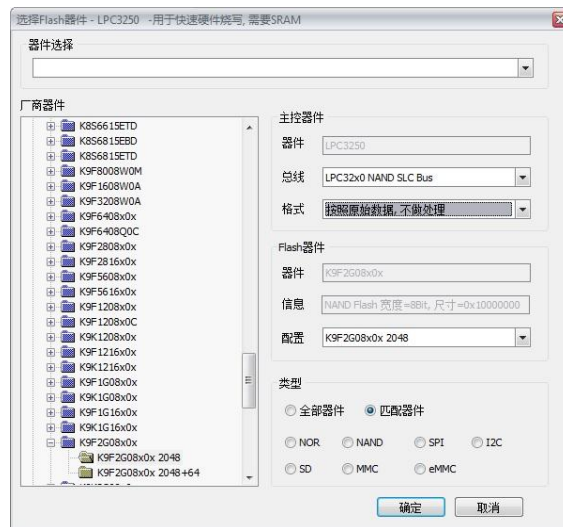 选择Flash器件 - LPC3250 -用于快速硬件烧写,需要SRAM
器件选择
厂商器件
K8S6615ETD
K8S6815EBD
K8S6815ETD
K9F8008W0M
K9F1608W0A
K9F3208W0A
K9F6408x0x
K9F6408Q0C
K9F2808x0x
K9F2816x0x
K9F5608x0x
K9F5616x0x
K9F1208x0x
K9F1208x0C
K9K1208x0x
K9F1216x0x
K9K1216x0x
K9F1G08x0x
K9K1G08x0x
K9F1G16x0x
K9K1G16x0x
K9F2G08x0x
K9F2G08x0x 2048
K9F2G08x0x 2048+64
主控器件
器件 LPC3250
总线 LPC32x0 NAND SLC Bus
格式 按照原始数据,不做处理
Flash器件
器件 K9F2G08x0x
信息 NAND Flash 宽度=8Bit, 尺寸=0x10000000
配置 K9F2G08x0x 2048
类型
全部器件 匹配器件
NOR NAND SPI I2C
SD MMC eMMC
确定 取消